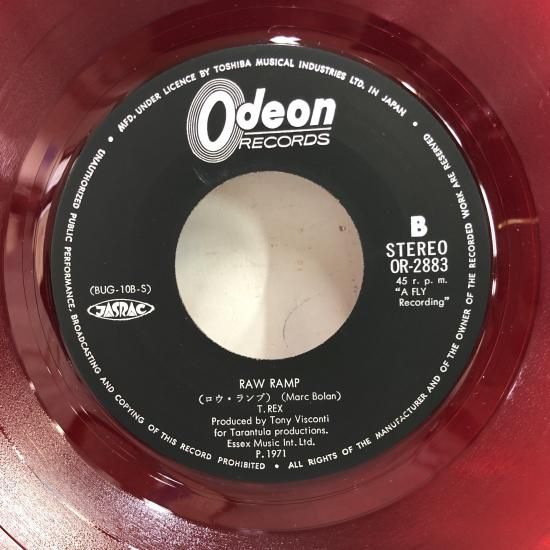 • MFD. UNDER LICENCE BY TOSHIBA MUSICAL INDUSTRIES LTD. IN JAPAN •
Odeon
RECORDS
B
STEREO
OR-2883
45 r. p. m.
"A FLY
Recording"
(BUG-10B-S)
JASRAC
RAW RAMP
(ロウ・ランプ) (Marc Bolan)
T. REX
Produced by Tony Visconti
for Tarantula productions.
Essex Music Int. Ltd.
P. 1971
UNAUTHORIZED PUBLIC PERFORMANCE, BROADCASTING AND COPYING OF THIS RECORD PROHIBITED • ALL RIGHTS OF THE MANUFACTURER AND OF THE OWNER OF THE RECORDED WORK ARE RESERVED